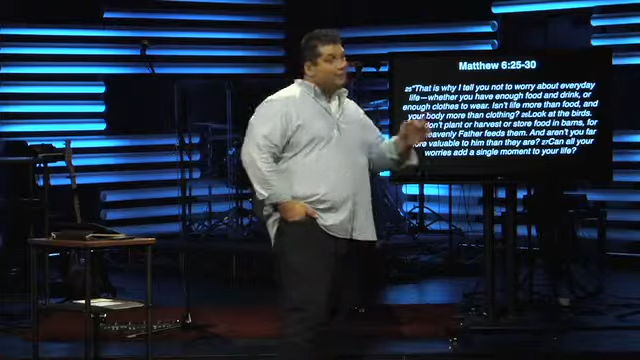 Matthew 6:25-30
25"That is why I tell you not to worry about everyday
life—whether you have enough food and drink, or
enough clothes to wear. Isn't life more than food, and
your body more than clothing? 26Look at the birds.
don't plant or harvest or store food in barns, for
heavenly Father feeds them. And aren't you far
valuable to him than they are? 27Can all your
worries add a single moment to your life?